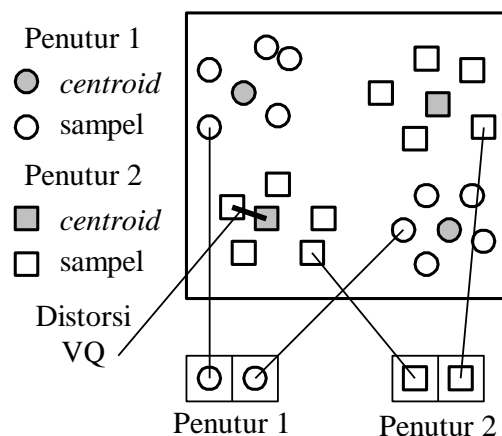 Penutur 1
centroid
sampel
Penutur 2
centroid
sampel
Distorsi
VQ
Penutur 1
Penutur 2